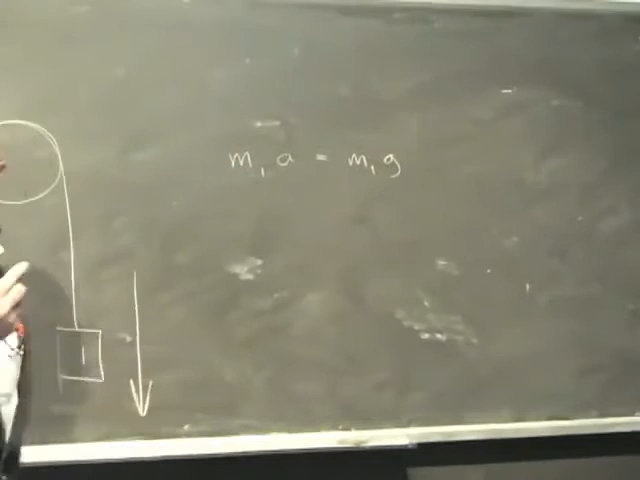 m₁a = m₁g
1